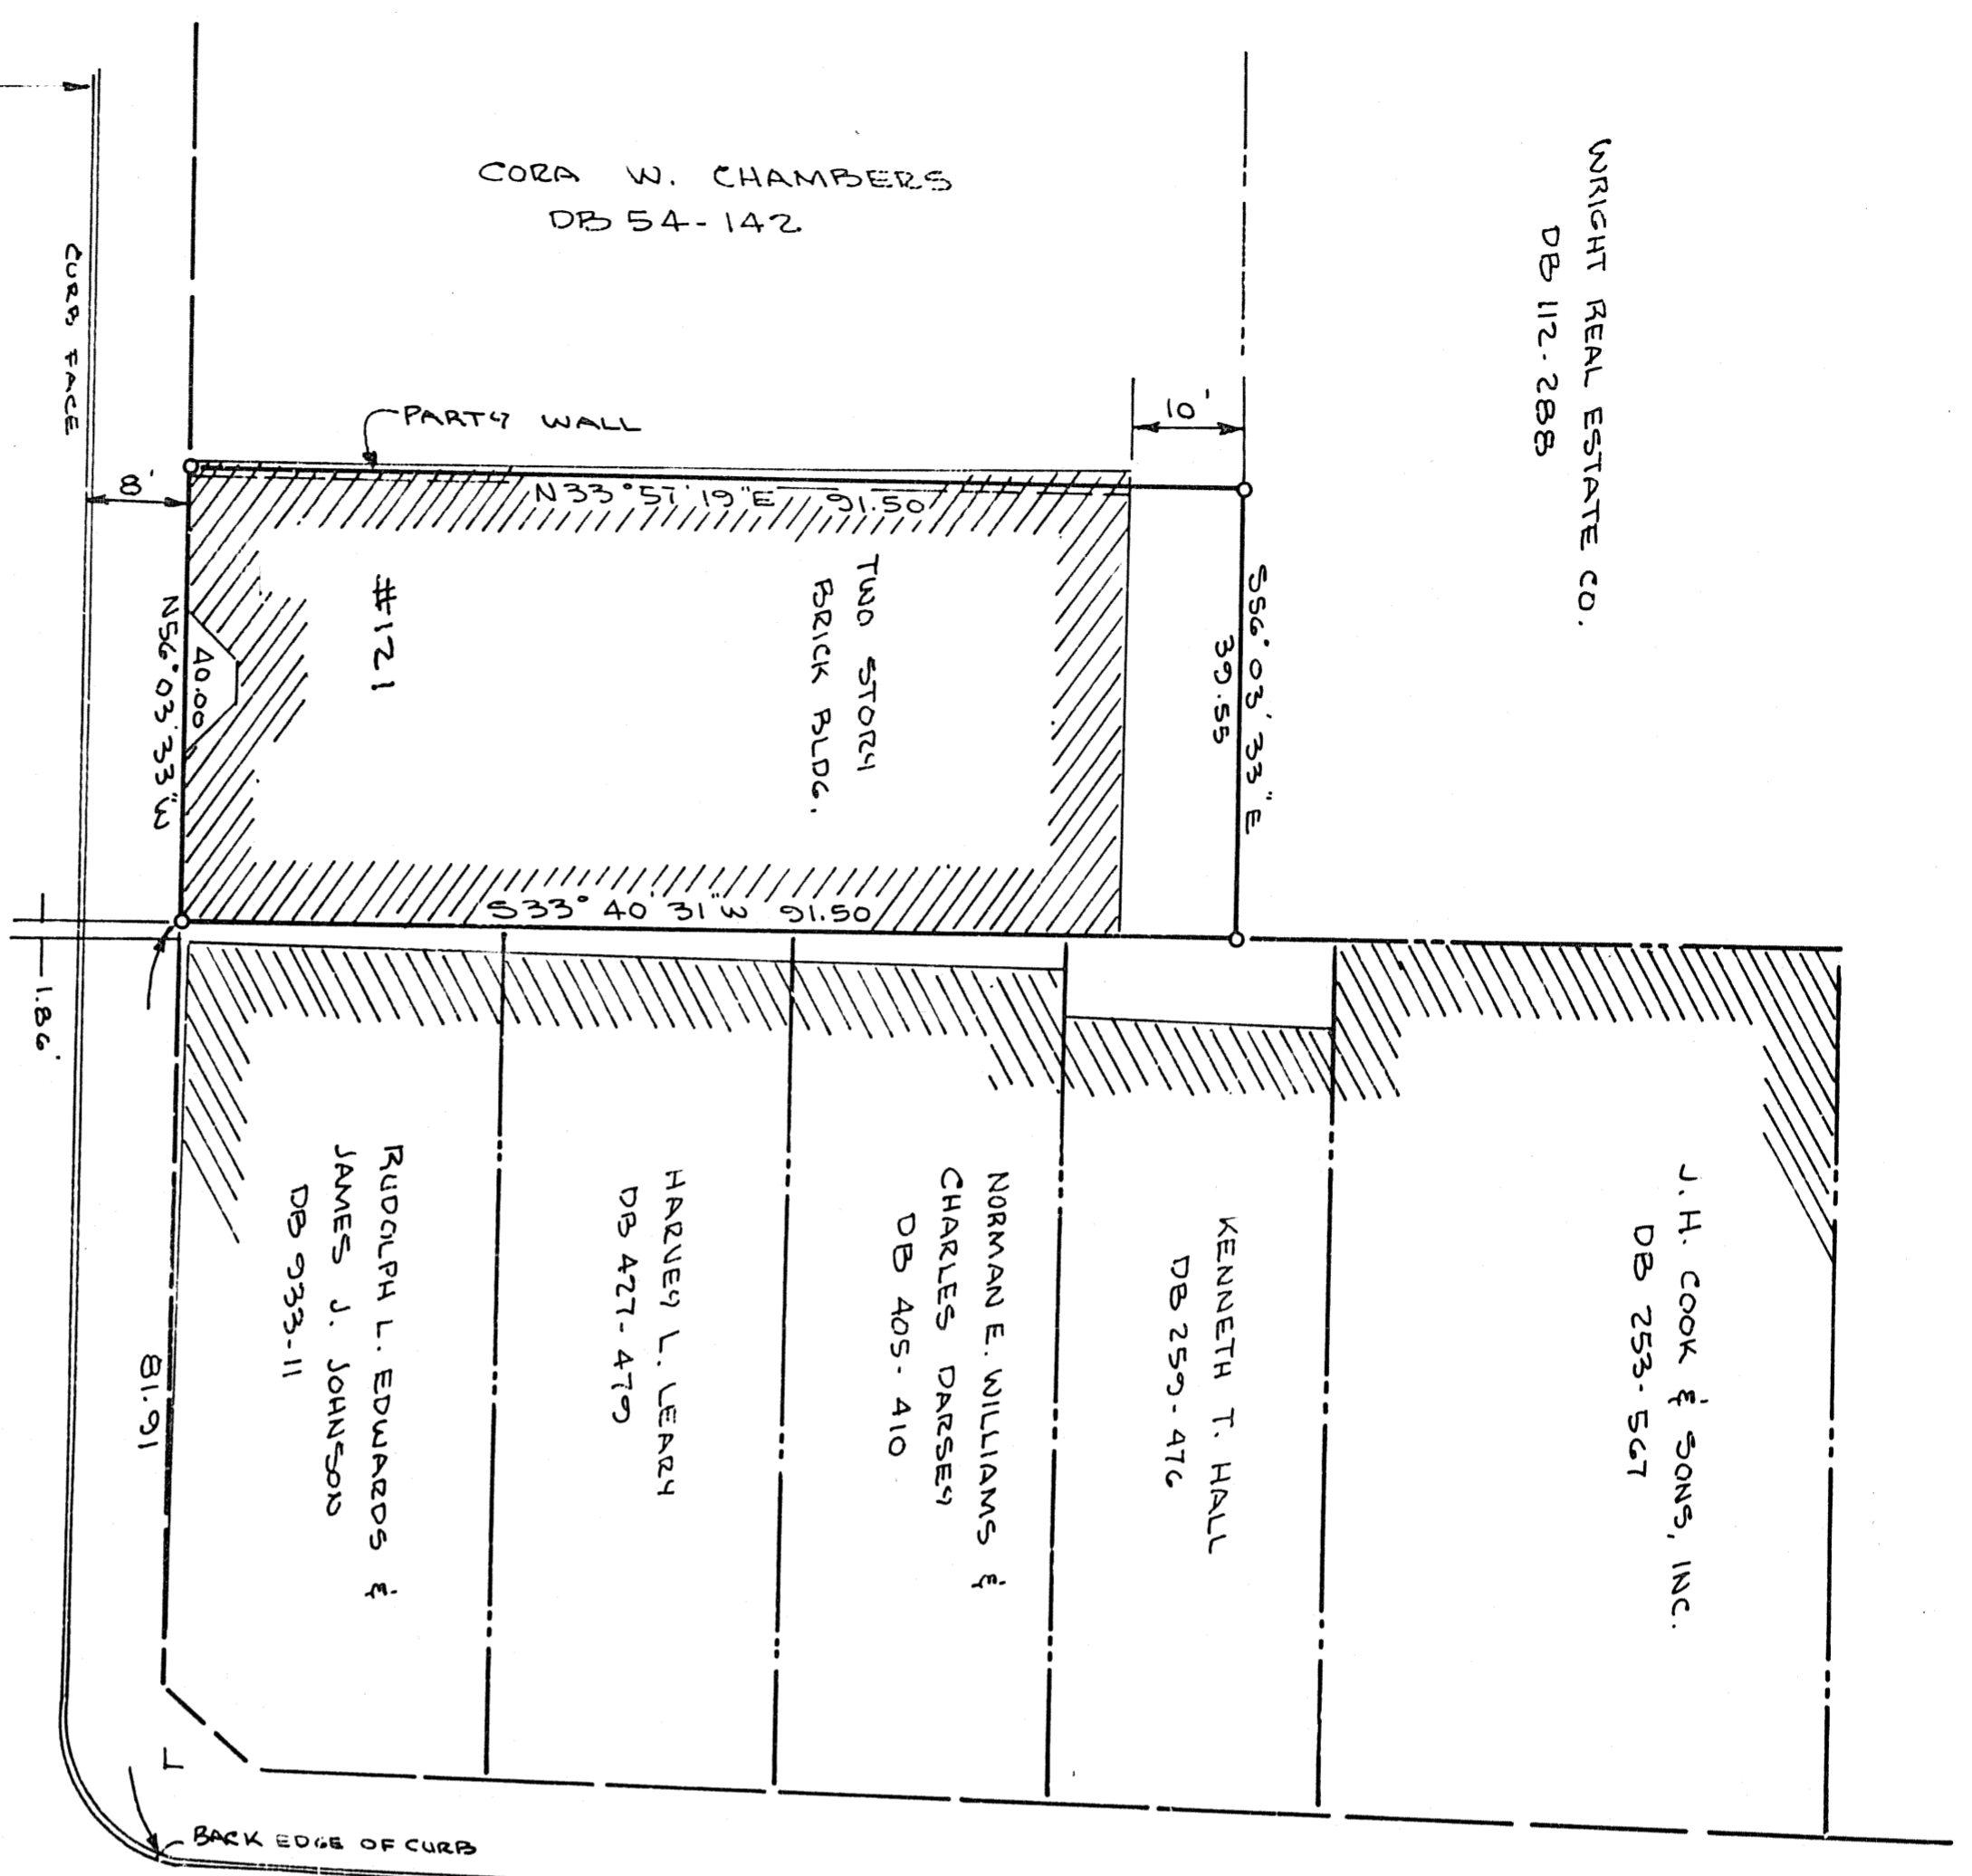 WRIGHT REAL ESTATE CO.
DB 112-288
CORA W. CHAMBERS
DB 54-142
CURB FACE
PARTY WALL
10'
8'
N33°57'19"E 91.50
S56°03'33"E
39.55
TWO STORY
BRICK BLDG.
#121
40.00
N56°03'33"W
S33°40'31"W 91.50
1.86'
J. H. COOK & SONS, INC.
DB 253-567
KENNETH T. HALL
DB 259-476
NORMAN E. WILLIAMS &
CHARLES DARSEY
DB 405-410
HARVEY L. LEARY
DB 427-479
RUDOLPH L. EDWARDS &
JAMES J. JOHNSON
DB 933-11
81.91
BACK EDGE OF CURB